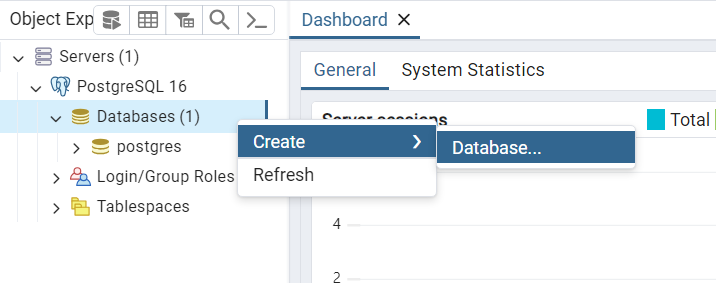 Object Exp
Dashboard
Servers (1)
PostgreSQL 16
Databases (1)
postgres
Login/Group Roles
Tablespaces
General
System Statistics
Server sessions
Total
Create
Refresh
Database...
4
2